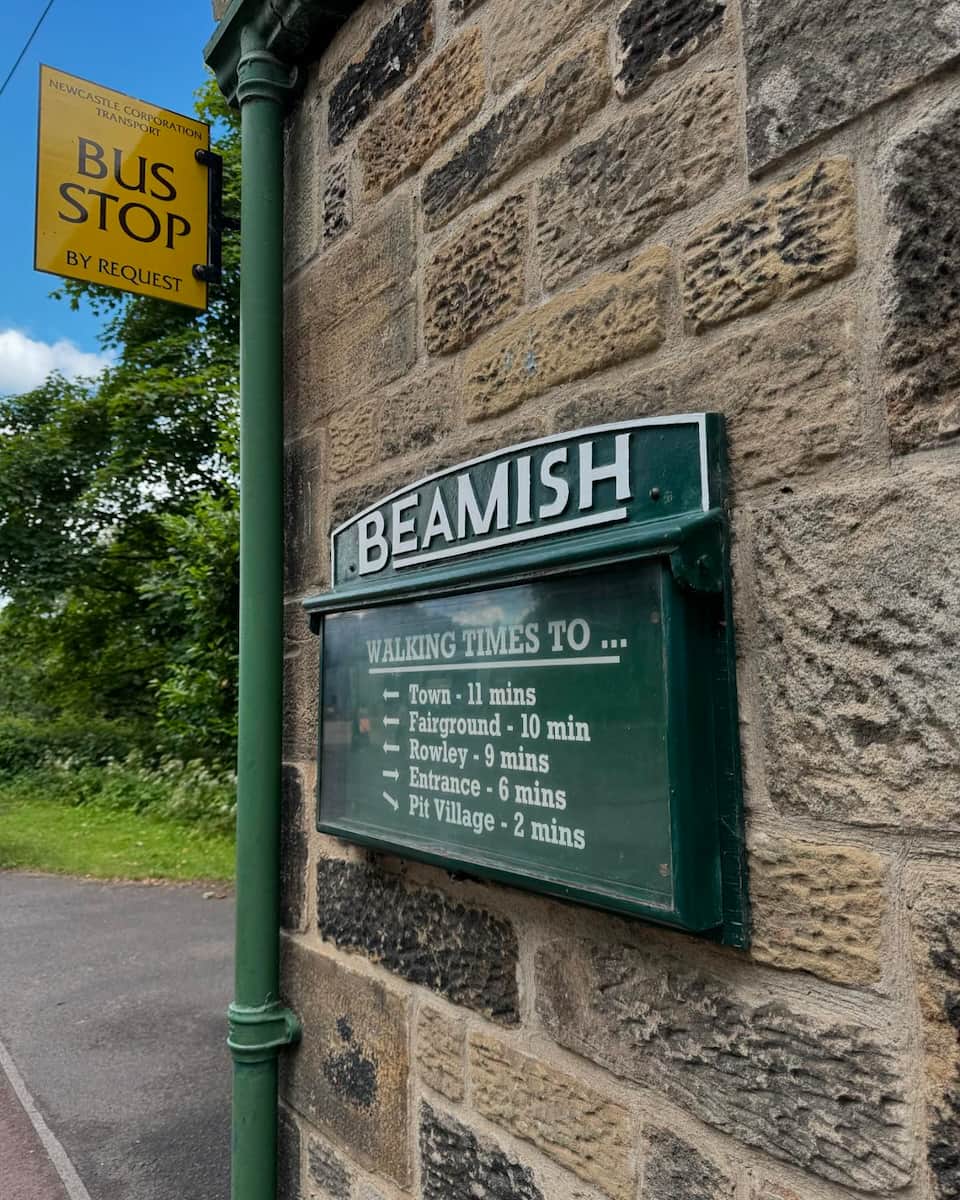 NEWCASTLE CORPORATION
TRANSPORT
BUS
STOP
BY REQUEST
BEAMISH
WALKING TIMES TO ...
← Town - 11 mins
← Fairground - 10 min
← Rowley - 9 mins
→ Entrance - 6 mins
↘ Pit Village - 2 mins